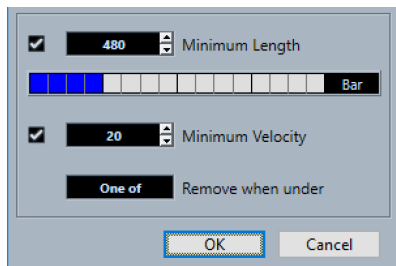 480 Minimum Length
Bar
20 Minimum Velocity
One of Remove when under
OK Cancel